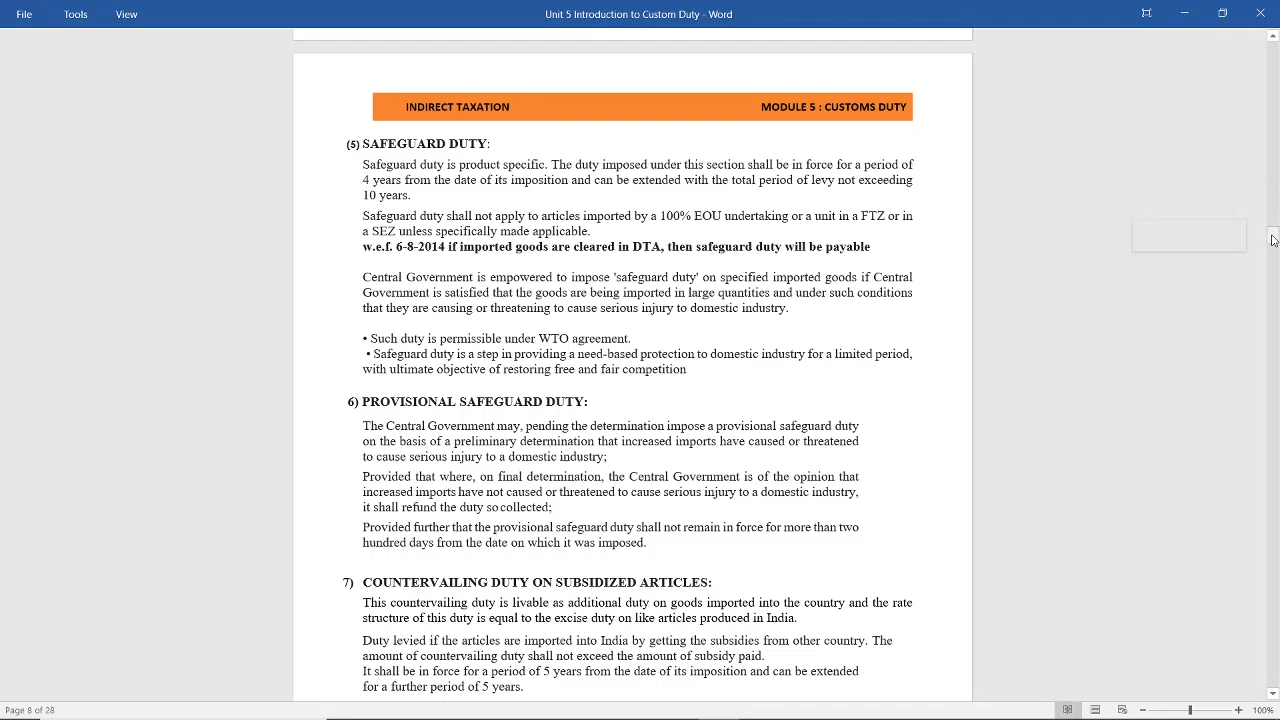 File Tools View Unit 5 Introduction to Custom Duty - Word
INDIRECT TAXATION MODULE 5 : CUSTOMS DUTY
(5) SAFEGUARD DUTY:
Safeguard duty is product specific. The duty imposed under this section shall be in force for a period of
4 years from the date of its imposition and can be extended with the total period of levy not exceeding
10 years.
Safeguard duty shall not apply to articles imported by a 100% EOU undertaking or a unit in a FTZ or in
a SEZ unless specifically made applicable.
w.e.f. 6-8-2014 if imported goods are cleared in DTA, then safeguard duty will be payable
Central Government is empowered to impose 'safeguard duty' on specified imported goods if Central
Government is satisfied that the goods are being imported in large quantities and under such conditions
that they are causing or threatening to cause serious injury to domestic industry.
• Such duty is permissible under WTO agreement.
• Safeguard duty is a step in providing a need-based protection to domestic industry for a limited period,
with ultimate objective of restoring free and fair competition
6) PROVISIONAL SAFEGUARD DUTY:
The Central Government may, pending the determination impose a provisional safeguard duty
on the basis of a preliminary determination that increased imports have caused or threatened
to cause serious injury to a domestic industry;
Provided that where, on final determination, the Central Government is of the opinion that
increased imports have not caused or threatened to cause serious injury to a domestic industry,
it shall refund the duty so collected;
Provided further that the provisional safeguard duty shall not remain in force for more than two
hundred days from the date on which it was imposed.
7) COUNTERVAILING DUTY ON SUBSIDIZED ARTICLES:
This countervailing duty is livable as additional duty on goods imported into the country and the rate
structure of this duty is equal to the excise duty on like articles produced in India.
Duty levied if the articles are imported into India by getting the subsidies from other country. The
amount of countervailing duty shall not exceed the amount of subsidy paid.
It shall be in force for a period of 5 years from the date of its imposition and can be extended
for a further period of 5 years.
Page 8 of 28 100%